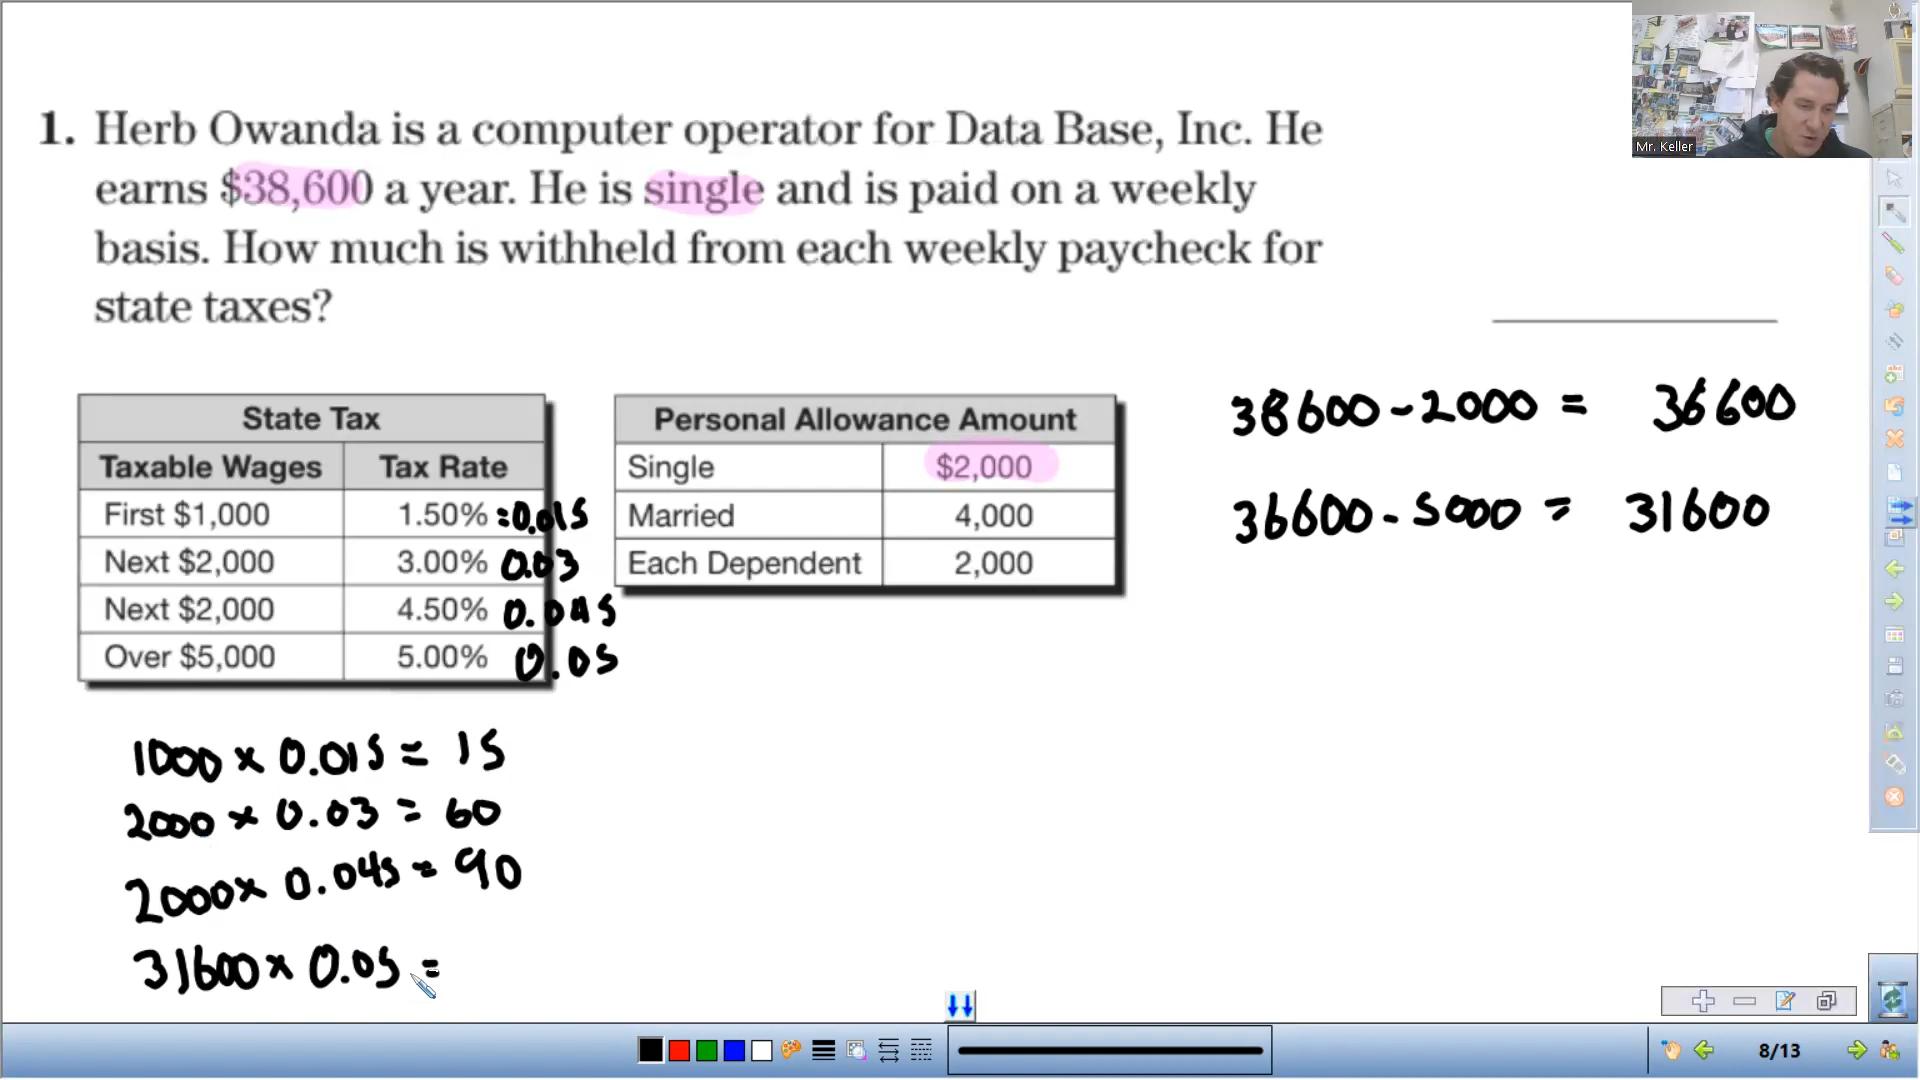 1. Herb Owanda is a computer operator for Data Base, Inc. He
earns $38,600 a year. He is single and is paid on a weekly
basis. How much is withheld from each weekly paycheck for
state taxes?
Mr. Keller
State Tax
Taxable Wages Tax Rate
First $1,000 1.50% =0.015
Next $2,000 3.00% 0.03
Next $2,000 4.50% 0.045
Over $5,000 5.00% 0.05
Personal Allowance Amount
Single $2,000
Married 4,000
Each Dependent 2,000
38600 - 2000 = 36600
36600 - 5000 = 31600
1000 x 0.015 = 15
2000 x 0.03 = 60
2000 x 0.045 = 90
31600 x 0.05 =
8/13